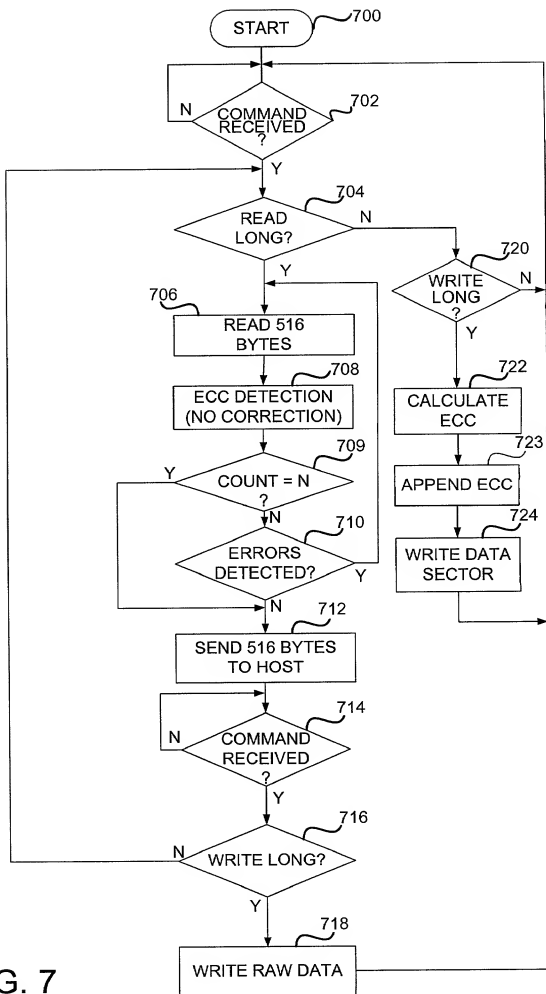 START
700
N
COMMAND
RECEIVED
?
702
Y
READ
LONG?
704
N
Y
WRITE
LONG
?
720
N
Y
706
READ 516
BYTES
708
ECC DETECTION
(NO CORRECTION)
722
CALCULATE
ECC
709
Y
COUNT = N
?
N
723
APPEND ECC
710
ERRORS
DETECTED?
Y
N
724
WRITE DATA
SECTOR
712
SEND 516 BYTES
TO HOST
714
N
COMMAND
RECEIVED
?
Y
716
N
WRITE LONG?
Y
718
WRITE RAW DATA
G. 7